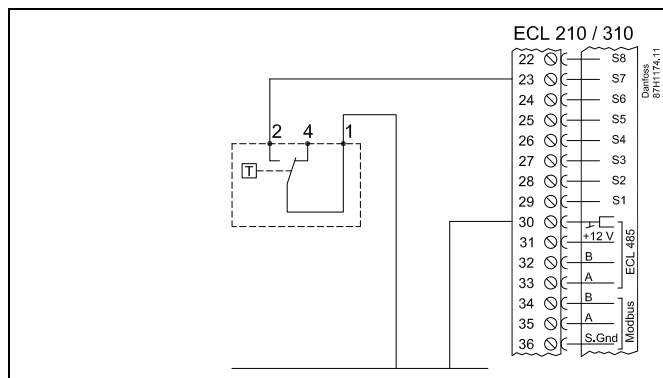 ECL 210 / 310
22 S8
23 S7
24 S6
25 S5
26 S4
27 S3
28 S2
29 S1
30
31 +12 V
32 B
33 A
34 B
35 A
36 S.Gnd
ECL 485
Modbus
Danfoss
87H1174.11
2 4 1
T